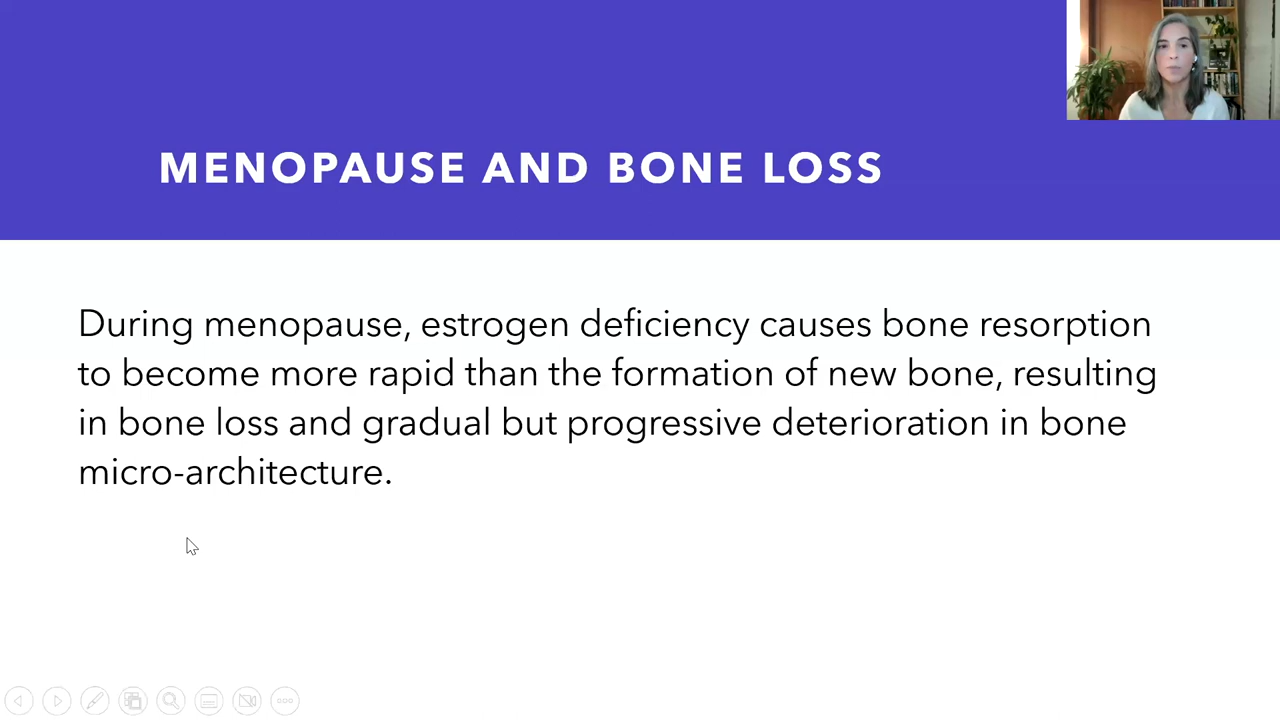 MENOPAUSE AND BONE LOSS
During menopause, estrogen deficiency causes bone resorption
to become more rapid than the formation of new bone, resulting
in bone loss and gradual but progressive deterioration in bone
micro-architecture.